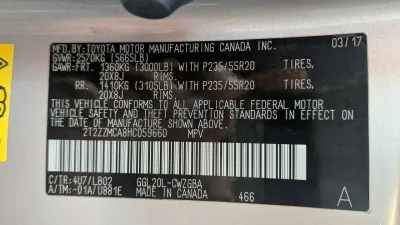 MFD.BY:TOYOTA MOTOR MANUFACTURING CANADA INC. 03/17
GVWR:2570KG (5665LB)
GAWR:FRT. 1360KG (3000LB) WITH P235/55R20 TIRES,
20X8J RIMS.
RR. 1410KG (3105LB) WITH P235/55R20 TIRES,
20X8J RIMS.
THIS VEHICLE CONFORMS TO ALL APPLICABLE FEDERAL MOTOR
VEHICLE SAFETY AND THEFT PREVENTION STANDARDS IN EFFECT ON THE
DATE OF MANUFACTURE SHOWN ABOVE.
2T2ZZMCA8HC059660 MPV
C/TR:4U7/LB02 GGL20L-CWZGBA
A/TM:-01A/U881E 466 A